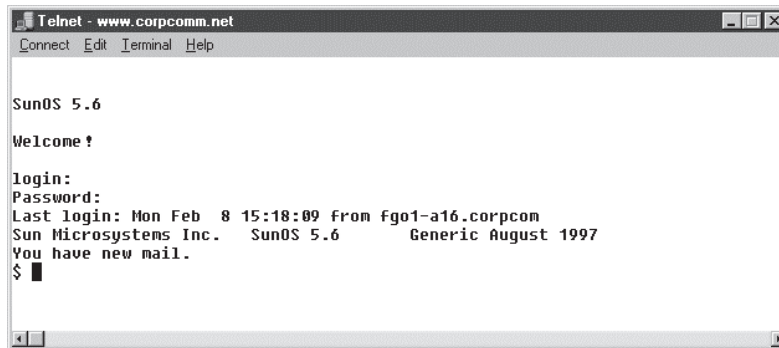 Telnet - www.corpcomm.net
Connect Edit Terminal Help
SunOS 5.6
Welcome!
login:
Password:
Last login: Mon Feb  8 15:18:09 from fgo1-a16.corpcom
Sun Microsystems Inc.   SunOS 5.6       Generic August 1997
You have new mail.
$